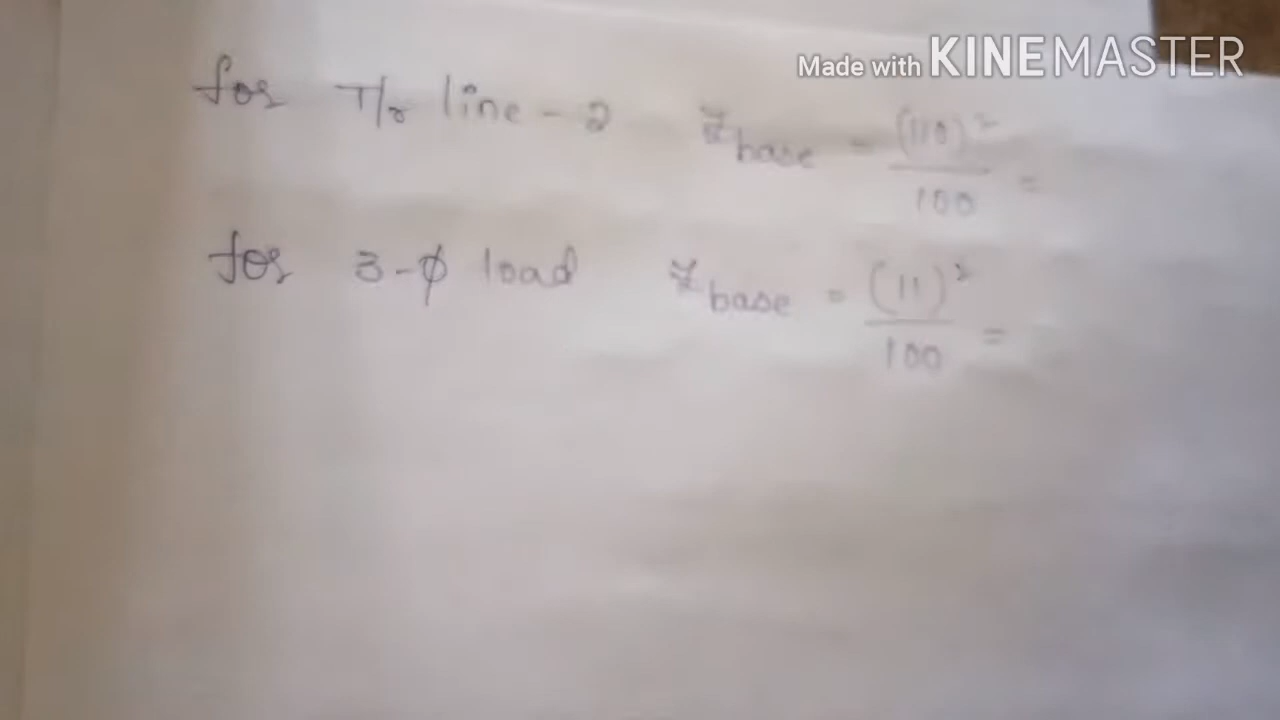 Made with KINEMASTER
for T/r line - 2 Zbase = (110)² / 100 =
for 3-ϕ load Zbase = (11)² / 100 =